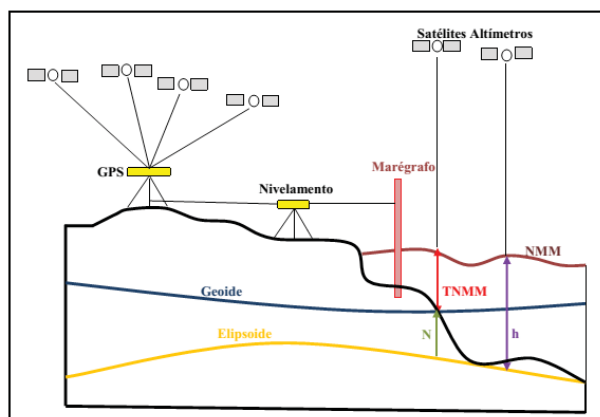 Satélites Altímetros
GPS
Nivelamento
Marégrafo
NMM
TNMM
Geoide
N
h
Elipsoide